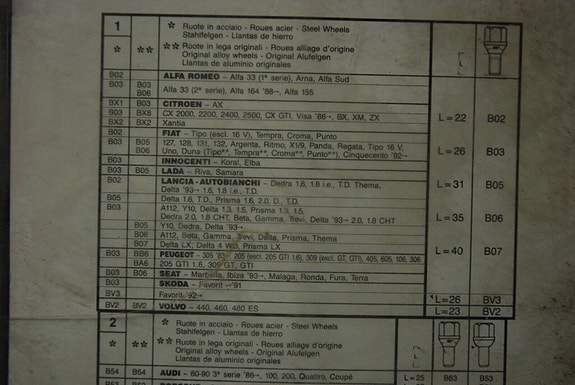 1 * Ruote in acciaio - Roues acier - Steel Wheels
Stahlfelgen - Llantas de hierro
* ** ** Ruote in lega originali - Roues alliage d'origine
Original alloy wheels - Original Alufelgen
Llantas de aluminio originales
B02 ALFA ROMEO - Alfa 33 (1ª serie), Arna, Alfa Sud
B03 B03 Alfa 33 (2ª serie), Alfa 164 '88→, Alfa 155
B06
BX1 B03 CITROEN - AX
B03 BX8 CX 2000, 2200, 2400, 2500, CX GTI, Visa '86→, BX, XM, ZX L=22 B02
BX2 BX2 Xantia
B02 FIAT - Tipo (escl. 16 V), Tempra, Croma, Punto
B03 B05 127, 128, 131, 132, Argenta, Ritmo, X1/9, Panda, Regata, Tipo 16 V,
B06 Uno, Duna (Tipo**, Tempra**, Croma**, Punto**), Cinquecento '92→ L=26 B03
B03 INNOCENTI - Koral, Elba
B03 B05 LADA - Riva, Samara
B02 LANCIA-AUTOBIANCHI - Dedra 1.6, 1.8 i.e., T.D. Thema, L=31 B05
Delta '93→ 1.6, 1.8 i.e., T.D.
B05 Delta 1.6, T.D., Prisma 1.6, 2.0, D., T.D.
B03 A112, Y10, Delta 1.3, 1.5, Prisma 1.3, 1.5,
Dedra 2.0, 1.8 CHT, Beta, Gamma, Trevi, Delta '93→ 2.0, 1.8 CHT L=35 B06
B05 Y10, Dedra, Delta '93→
B06 A112, Beta, Gamma, Trevi, Delta, Prisma, Thema
B07 Delta LX, Delta 4 WD, Prisma LX
B03 BB6 PEUGEOT - 305 '83→, 205 (escl. 205 GTI 1.6), 309 (excl. GT, GTI), 405, 605, 106, 306 L=40 B07
BA6 205 GTI 1.6, 309 GT, GTI
B03 B06 SEAT - Marbella, Ibiza '93→, Malaga, Ronda, Fura, Terra
B03 SKODA - Favorit →'91
BV3 Favorit '92→ L=26 BV3
BV2 BV2 VOLVO - 440, 460, 480 ES L=23 BV2
2 * Ruote in acciaio - Roues acier - Steel Wheels
Stahlfelgen - Llantas de hierro
* ** ** Ruote in lega originali - Roues alliage d'origine
Original alloy wheels - Original Alufelgen
Llantas de aluminio originales
B54 B54 AUDI - 80-90 3ª serie '86→, 100, 200, Quattro, Coupé L=25 B63 B53